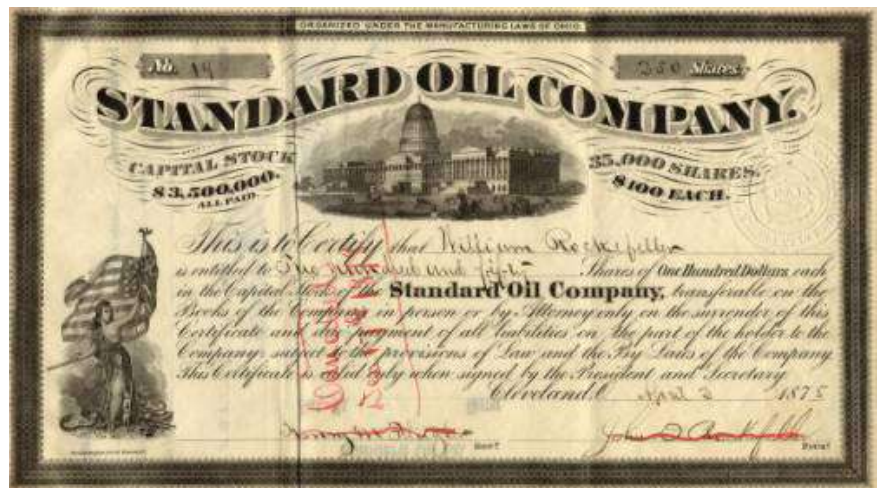 ORGANIZED UNDER THE MANUFACTURING LAWS OF OHIO.
No. 19
250 Shares
STANDARD OIL COMPANY.
CAPITAL STOCK
35,000 SHARES.
$3,500,000.
$100 EACH.
ALL PAID
This is to Certify that William Rockefeller
is entitled to Two hundred and fifty Shares of One Hundred Dollars each
in the Capital Stock of the Standard Oil Company, transferable on the
Books of the Company in person or by Attorney only on the surrender of this
Certificate and due payment of all liabilities on the part of the holder to the
Company subject to the provisions of Law and the By Laws of the Company
This Certificate is valid only when signed by the President and Secretary
Cleveland, O. April 1875
Secy.
John D Rockefeller
Presdt.